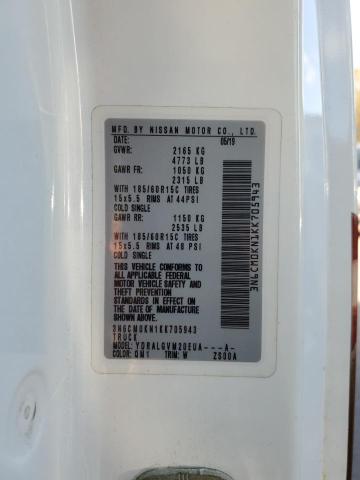 MFD. BY NISSAN MOTOR CO., LTD.
DATE: 05/19
GVWR: 2165 KG
4773 LB
GAWR FR: 1050 KG
2315 LB
WITH 185/60R15C TIRES
15x5.5 RIMS AT 44PSI
COLD SINGLE
GAWR RR: 1150 KG
2535 LB
WITH 185/60R15C TIRES
15x5.5 RIMS AT 48 PSI
COLD SINGLE
THIS VEHICLE CONFORMS TO
ALL APPLICABLE FEDERAL
MOTOR VEHICLE SAFETY
STANDARDS IN EFFECT ON
THE DATE OF MANUFACTURE
SHOWN ABOVE.
3N6CM0KN1KK705943
TRUCK
MODEL: YDRALGVM20EUA---A-
COLOR: QM1 TRIM: W ZS00A
3N6CM0KN1KK705943